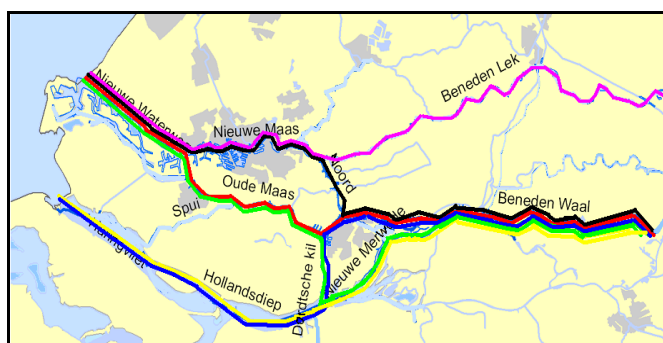 Beneden Lek
Nieuwe Waterweg
Nieuwe Maas
Noord
Oude Maas
Spui
Beneden Waal
Haringvliet
Nieuwe Merwede
Hollandsdiep
Dordtsche kil